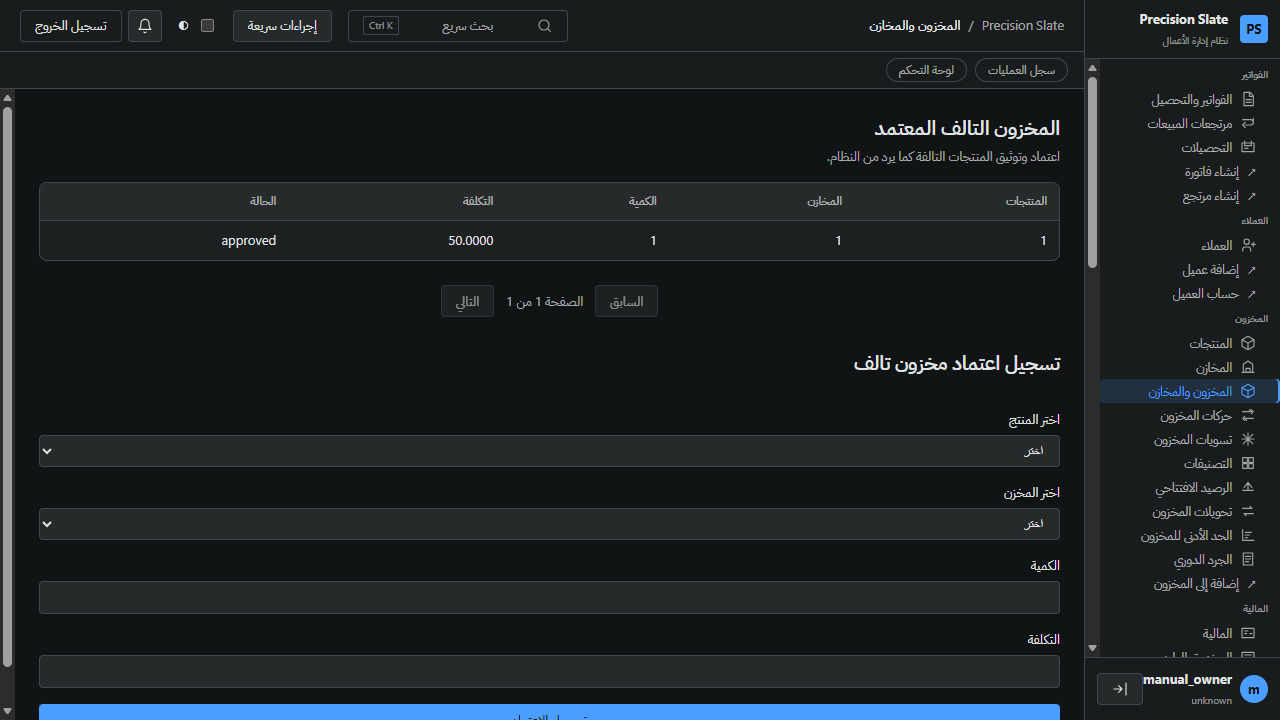 PS
Precision Slate
نظام إدارة الأعمال
Precision Slate / المخزون والمخازن
بحث سريع
Ctrl K
إجراءات سريعة
تسجيل الخروج
سجل العمليات
لوحة التحكم
الفواتير
الفواتير والتحصيل
مرتجعات المبيعات
التحصيلات
إنشاء فاتورة
إنشاء مرتجع
العملاء
العملاء
إضافة عميل
حساب العميل
المخزون
المنتجات
المخازن
المخزون والمخازن
حركات المخزون
تسويات المخزون
التصنيفات
الرصيد الافتتاحي
تحويلات المخزون
الحد الأدنى للمخزون
الجرد الدوري
إضافة إلى المخزون
المالية
المالية
m
manual_owner
unknown
المخزون التالف المعتمد
اعتماد وتوثيق المنتجات التالفة كما يرد من النظام.
المنتجات المخازن الكمية التكلفة الحالة
1 1 1 50.0000 approved
السابق الصفحة 1 من 1 التالي
تسجيل اعتماد مخزون تالف
اختر المنتج
اختر
اختر المخزن
اختر
الكمية
التكلفة